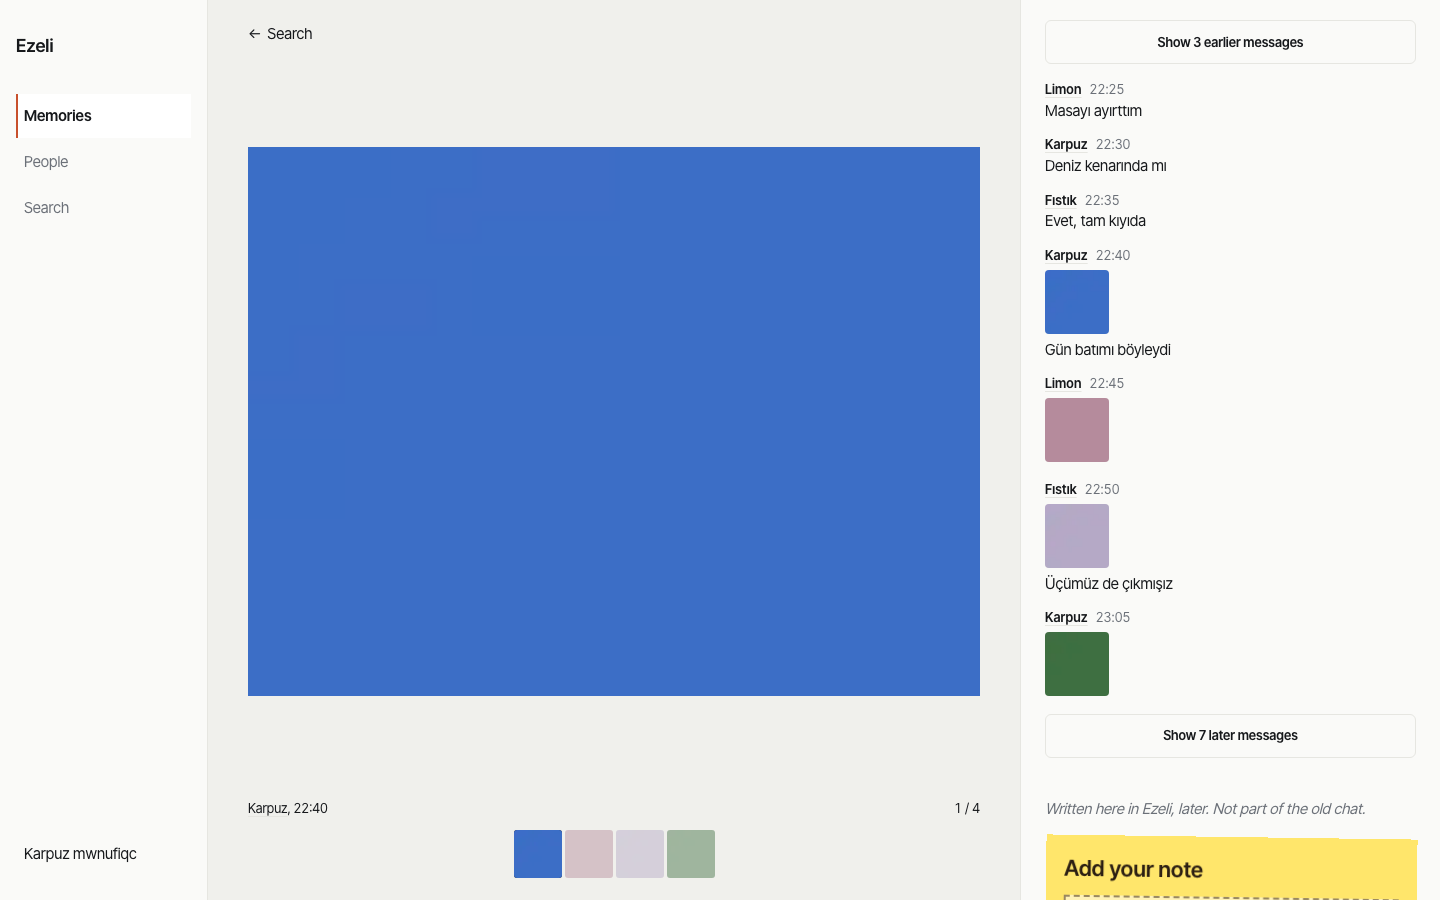 Ezeli
Memories
People
Search
Karpuz mwnufiqc
← Search
Karpuz, 22:40
1 / 4
Show 3 earlier messages
Limon 22:25
Masayı ayırttım
Karpuz 22:30
Deniz kenarında mı
Fıstık 22:35
Evet, tam kıyıda
Karpuz 22:40
Gün batımı böyleydi
Limon 22:45
Fıstık 22:50
Üçümüz de çıkmışız
Karpuz 23:05
Show 7 later messages
Written here in Ezeli, later. Not part of the old chat.
Add your note